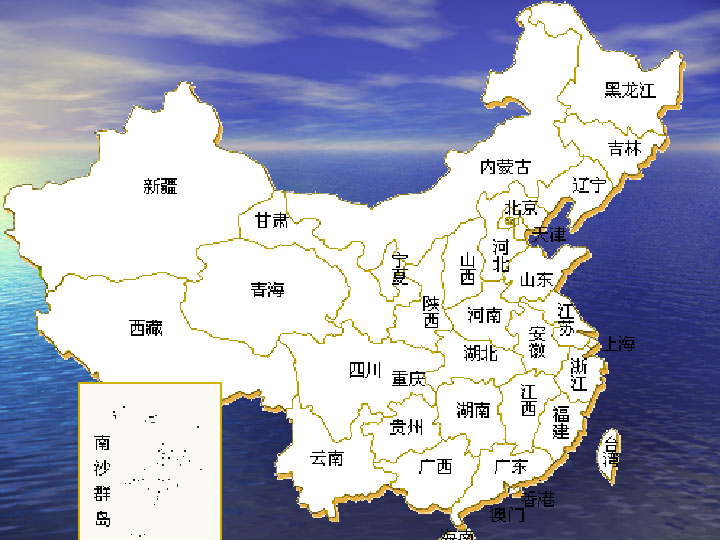 黑龙江
吉林
内蒙古
辽宁
新疆
北京
甘肃
天津
河北
宁夏
山西
山东
青海
陕西
河南
江苏
西藏
安徽
上海
湖北
四川
重庆
浙江
江西
湖南
福建
贵州
台湾
云南
广西
广东
南沙群岛
香港
澳门
海南